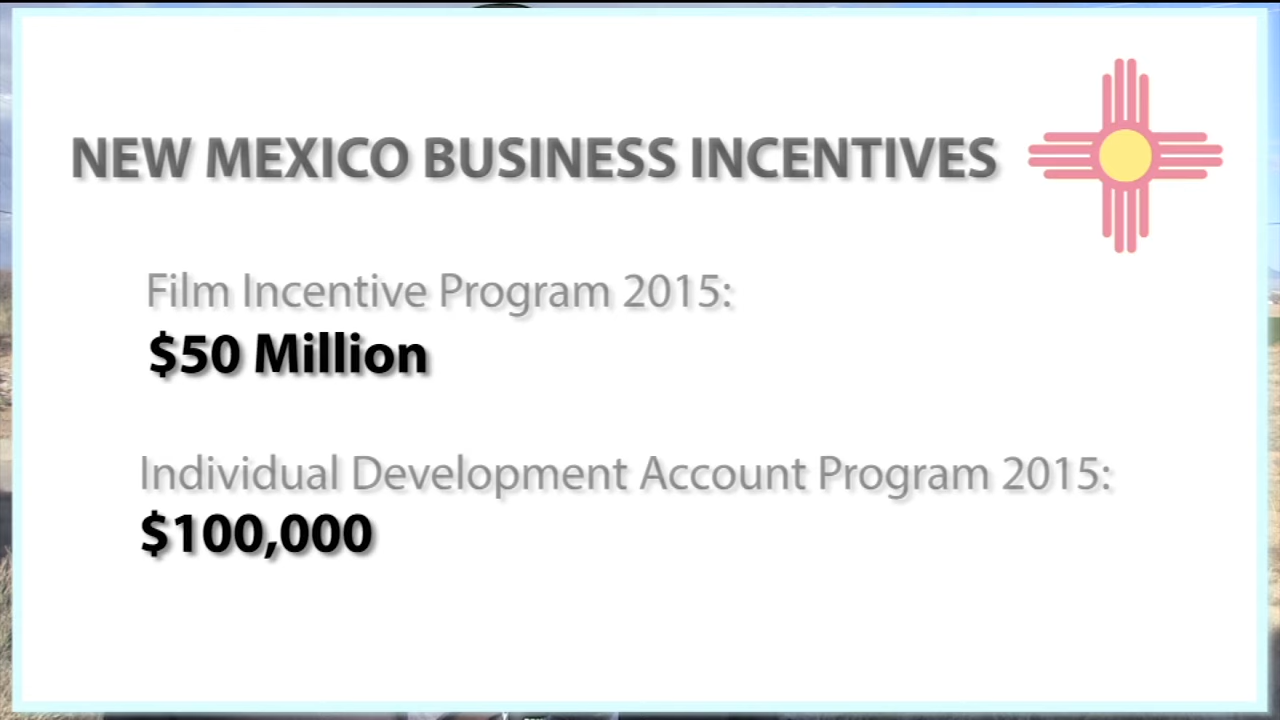 NEW MEXICO BUSINESS INCENTIVES
Film Incentive Program 2015:
$50 Million
Individual Development Account Program 2015:
$100,000